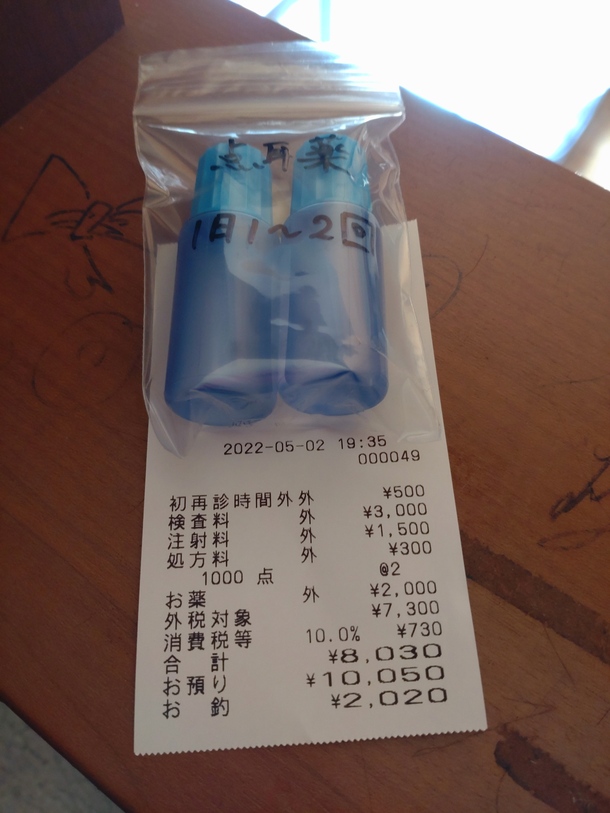 点耳薬
1日1~2回
2022-05-02 19:35
000049
初再診時間外 外 ¥500
検査料 外 ¥3,000
注射料 外 ¥1,500
処方料 外 ¥300
1000 点 @2
お薬 外 ¥2,000
外税対象 ¥7,300
消費税等 10.0% ¥730
合 計 ¥8,030
お預り ¥10,050
お 釣 ¥2,020